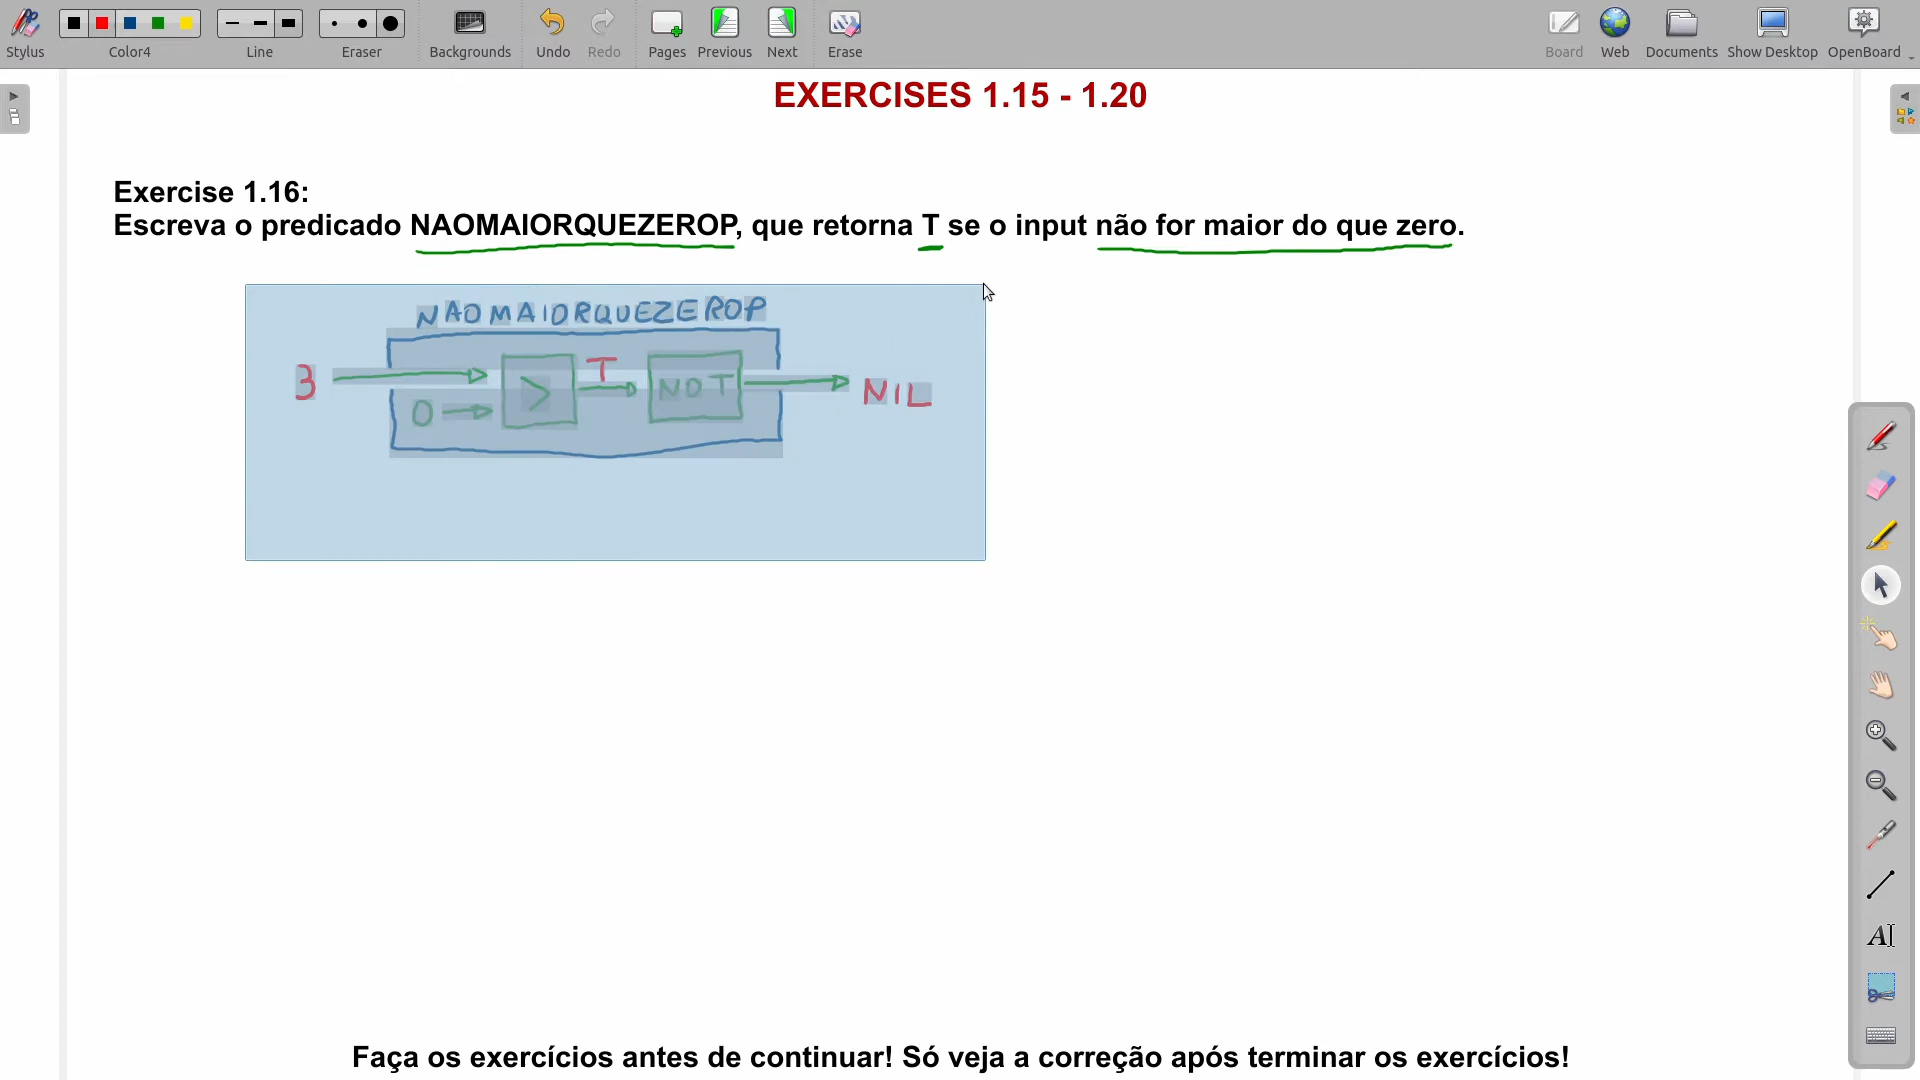 Stylus Color4 Line Eraser Backgrounds Undo Redo Pages Previous Next Erase Board Web Documents Show Desktop OpenBoard
EXERCISES 1.15 - 1.20
Exercise 1.16:
Escreva o predicado NAOMAIORQUEZEROP, que retorna T se o input não for maior do que zero.
NAOMAIORQUEZEROP
3 > T NOT NIL
0
Faça os exercícios antes de continuar! Só veja a correção após terminar os exercícios!